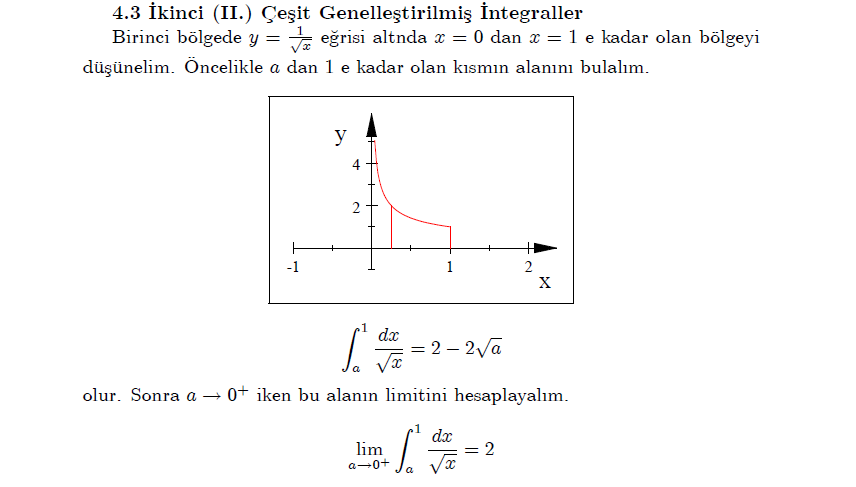 4.3 İkinci (II.) Çeşit Genelleştirilmiş İntegraller
Birinci bölgede y = 1/√x eğrisi altnda x = 0 dan x = 1 e kadar olan bölgeyi
düşünelim. Öncelikle a dan 1 e kadar olan kısmın alanını bulalım.
y
4
2
-1 1 2
x
∫_a^1 dx/√x = 2 − 2√a
olur. Sonra a → 0⁺ iken bu alanın limitini hesaplayalım.
lim_{a→0⁺} ∫_a^1 dx/√x = 2